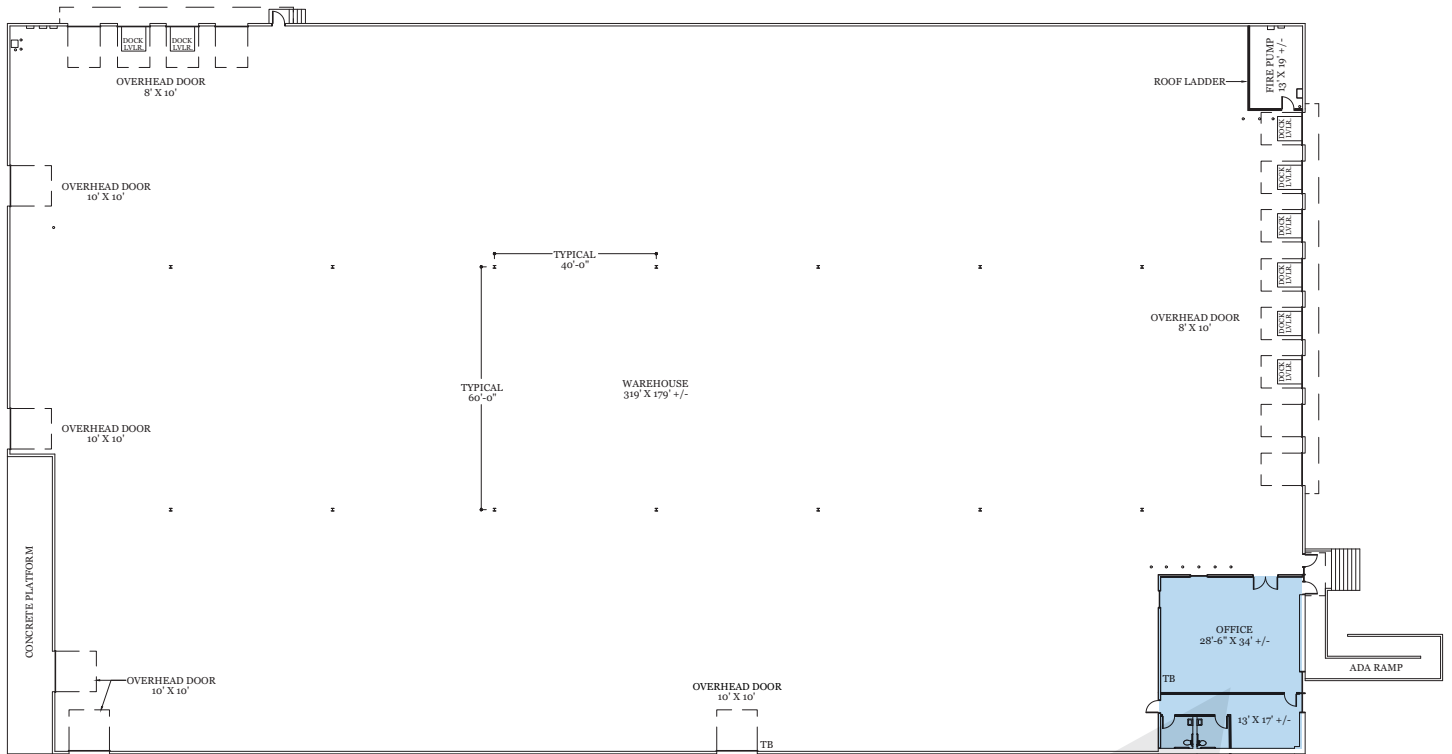 DOCK
LVLR.
DOCK
LVLR.
OVERHEAD DOOR
8' X 10'
ROOF LADDER
FIRE PUMP
13' X 19' +/-
DOCK
LVLR.
OVERHEAD DOOR
10' X 10'
DOCK
LVLR.
DOCK
LVLR.
TYPICAL
40'-0"
DOCK
LVLR.
OVERHEAD DOOR
8' X 10'
DOCK
LVLR.
DOCK
LVLR.
TYPICAL
60'-0"
WAREHOUSE
319' X 179' +/-
OVERHEAD DOOR
10' X 10'
CONCRETE PLATFORM
OFFICE
28'-6" X 34' +/-
ADA RAMP
TB
OVERHEAD DOOR
10' X 10'
OVERHEAD DOOR
10' X 10'
13' X 17' +/-
TB